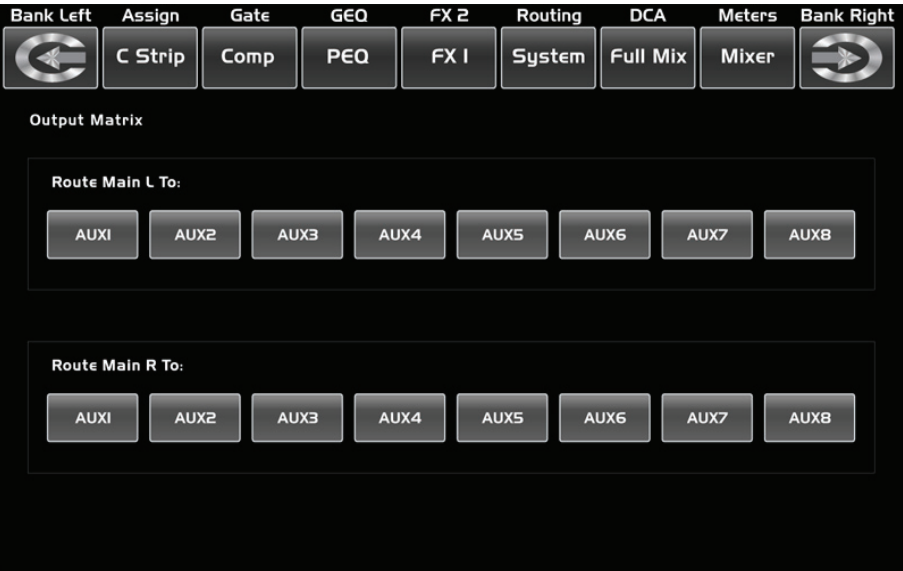 Bank Left Assign Gate GEQ FX 2 Routing DCA Meters Bank Right
C Strip Comp PEQ FX 1 System Full Mix Mixer
Output Matrix
Route Main L To:
AUX1 AUX2 AUX3 AUX4 AUX5 AUX6 AUX7 AUX8
Route Main R To:
AUX1 AUX2 AUX3 AUX4 AUX5 AUX6 AUX7 AUX8